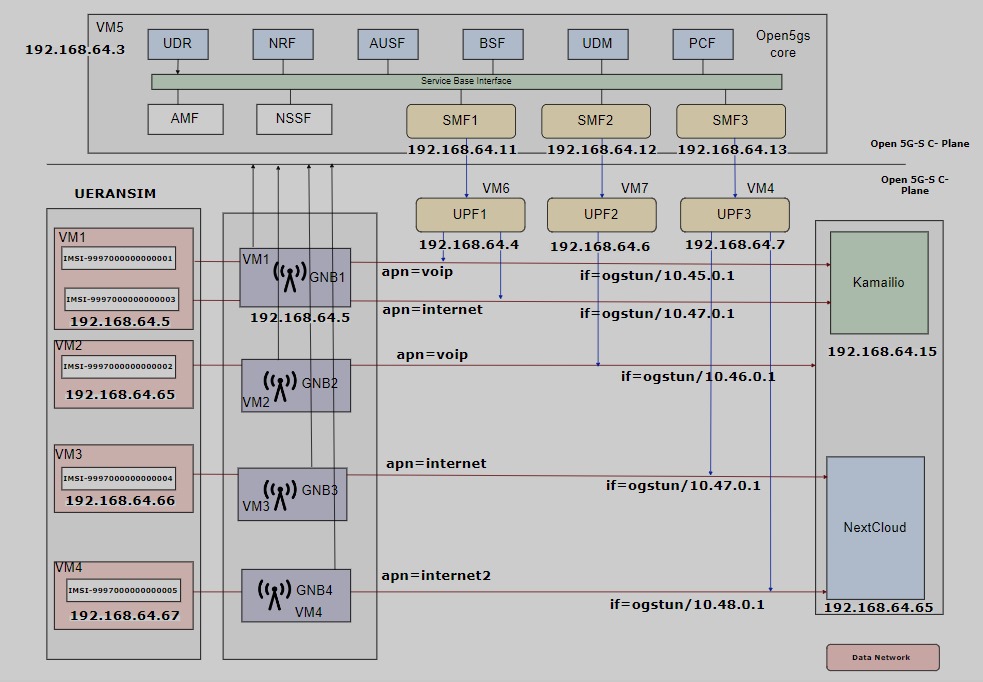 VM5
192.168.64.3
UDR
NRF
AUSF
BSF
UDM
PCF
Open5gs
core
Service Base Interface
AMF
NSSF
SMF1
SMF2
SMF3
192.168.64.11
192.168.64.12
192.168.64.13
Open 5G-S C- Plane
Open 5G-S C-
Plane
UERANSIM
VM6
VM7
VM4
UPF1
UPF2
UPF3
192.168.64.4
192.168.64.6
192.168.64.7
VM1
IMSI-9997000000000001
IMSI-9997000000000003
192.168.64.5
VM1
GNB1
192.168.64.5
apn=voip
if=ogstun/10.45.0.1
apn=internet
if=ogstun/10.47.0.1
Kamailio
192.168.64.15
VM2
IMSI-9997000000000002
192.168.64.65
GNB2
VM2
apn=voip
if=ogstun/10.46.0.1
VM3
IMSI-9997000000000004
192.168.64.66
GNB3
VM3
apn=internet
if=ogstun/10.47.0.1
NextCloud
VM4
IMSI-9997000000000005
192.168.64.67
GNB4
VM4
apn=internet2
if=ogstun/10.48.0.1
192.168.64.65
Data Network